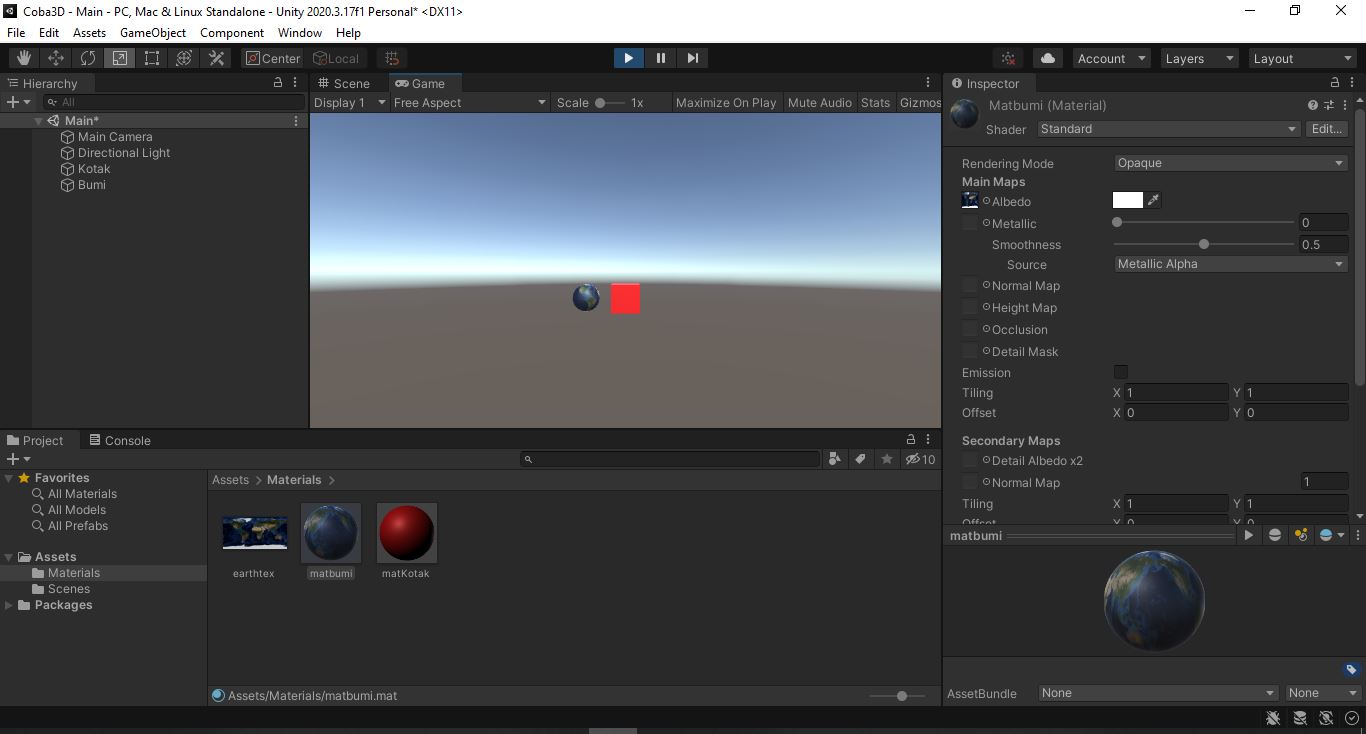 Coba3D - Main - PC, Mac & Linux Standalone - Unity 2020.3.17f1 Personal* <DX11>
File Edit Assets GameObject Component Window Help
Center Local Account Layers Layout
Hierarchy
All
Main*
Main Camera
Directional Light
Kotak
Bumi
Scene Game
Display 1 Free Aspect Scale 1x Maximize On Play Mute Audio Stats Gizmos
Inspector
Matbumi (Material)
Shader Standard Edit...
Rendering Mode Opaque
Main Maps
Albedo
Metallic 0
Smoothness 0.5
Source Metallic Alpha
Normal Map
Height Map
Occlusion
Detail Mask
Emission
Tiling X 1 Y 1
Offset X 0 Y 0
Secondary Maps
Detail Albedo x2
Normal Map 1
Tiling X 1 Y 1
Offset X 0 Y 0
matbumi
AssetBundle None None
Project Console
10
Favorites
All Materials
All Models
All Prefabs
Assets
Materials
Scenes
Packages
Assets > Materials >
earthtex matbumi matKotak
Assets/Materials/matbumi.mat